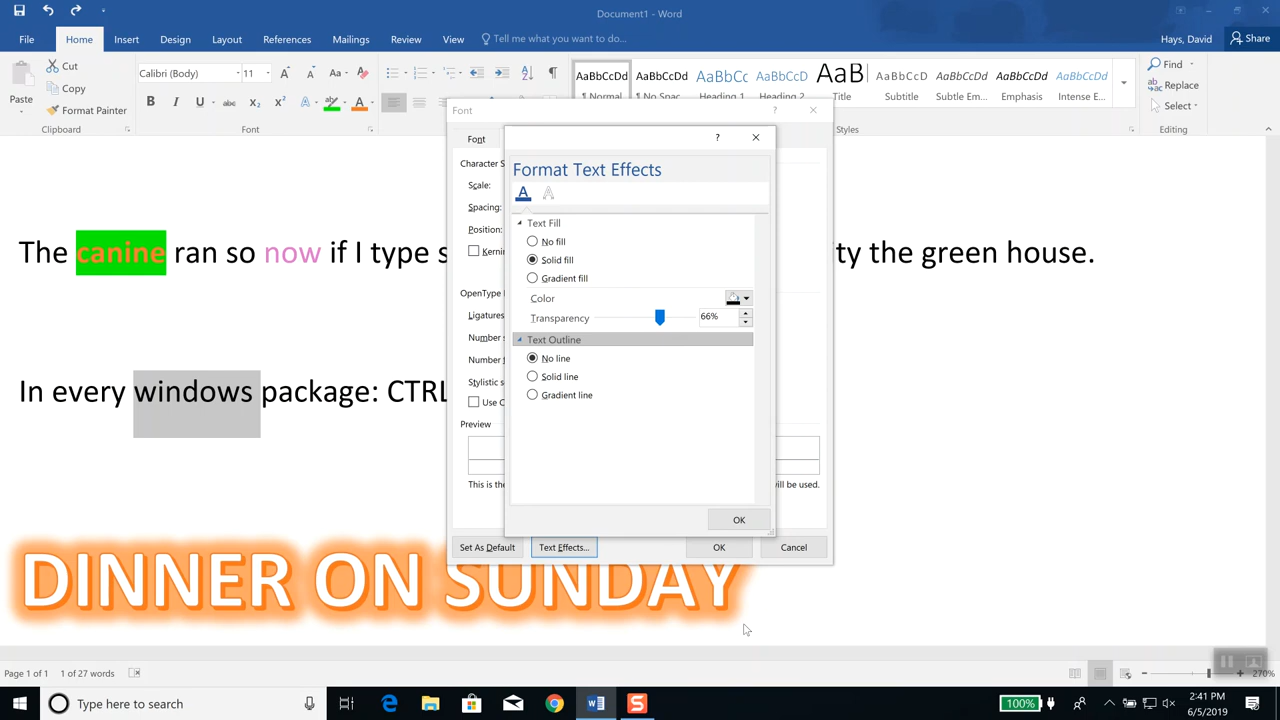 Document1 - Word
File Home Insert Design Layout References Mailings Review View Tell me what you want to do... Hays, David Share
Paste Cut Copy Format Painter
Calibri (Body) 11
AaBbCcDd AaBbCcDd AaBbCc AaBbCcD AaB AaBbCcD AaBbCcDd AaBbCcDd AaBbCcDd
¶ Normal ¶ No Spac... Heading 1 Heading 2 Title Subtitle Subtle Em... Emphasis Intense E...
Find Replace Select
Clipboard Font Styles Editing
Font
Font
Character S
Scale:
Spacing:
Position:
Kernin
OpenType
Ligatures
Number s
Number f
Stylistic s
Use C
Preview
This is the will be used.
Set As Default Text Effects... OK Cancel
Format Text Effects
Text Fill
No fill
Solid fill
Gradient fill
Color
Transparency 66%
Text Outline
No line
Solid line
Gradient line
OK
The canine ran so now if I type s ty the green house.
In every windows package: CTRL
DINNER ON SUNDAY
Page 1 of 1 1 of 27 words 270%
Type here to search 100% 2:41 PM
6/5/2019